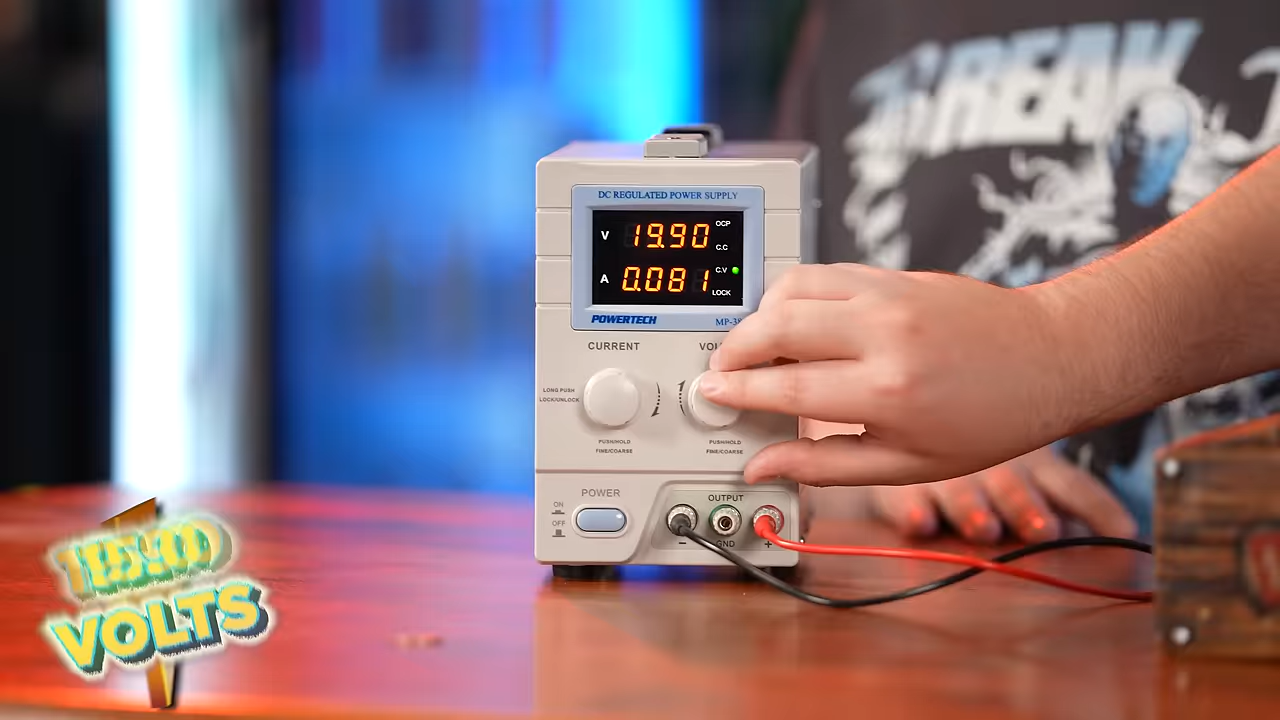 BREAK
DC REGULATED POWER SUPPLY
V 19.90 OCP
C.C
A 0.081 C.V
LOCK
POWERTECH
CURRENT
LONG PUSH
LOCK/UNLOCK
PUSH/HOLD
FINE/COARSE
PUSH/HOLD
FINE/COARSE
POWER
ON
OFF
OUTPUT
− GND +
VOLTS